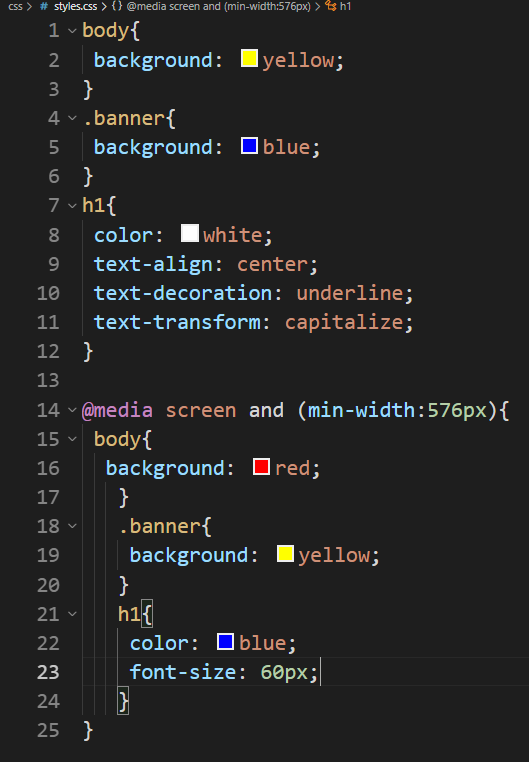 css > # styles.css > {} @media screen and (min-width:576px) > h1
1 body{
2 background: yellow;
3 }
4 .banner{
5 background: blue;
6 }
7 h1{
8 color: white;
9 text-align: center;
10 text-decoration: underline;
11 text-transform: capitalize;
12 }
13
14 @media screen and (min-width:576px){
15 body{
16 background: red;
17 }
18 .banner{
19 background: yellow;
20 }
21 h1{
22 color: blue;
23 font-size: 60px;
24 }
25 }